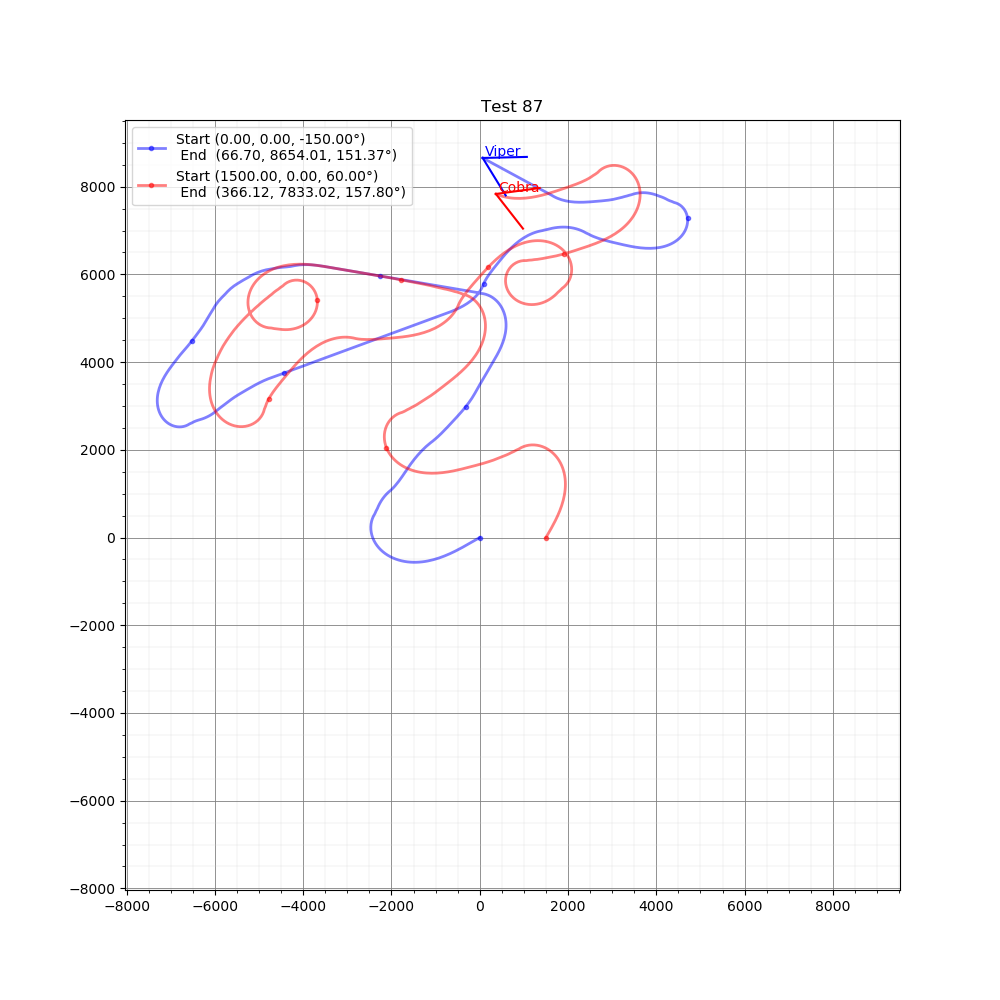 Test 87
Start (0.00, 0.00, -150.00°)
End (66.70, 8654.01, 151.37°)
Start (1500.00, 0.00, 60.00°)
End (366.12, 7833.02, 157.80°)
Viper
Cobra
8000
6000
4000
2000
0
−2000
−4000
−6000
−8000
−8000 −6000 −4000 −2000 0 2000 4000 6000 8000